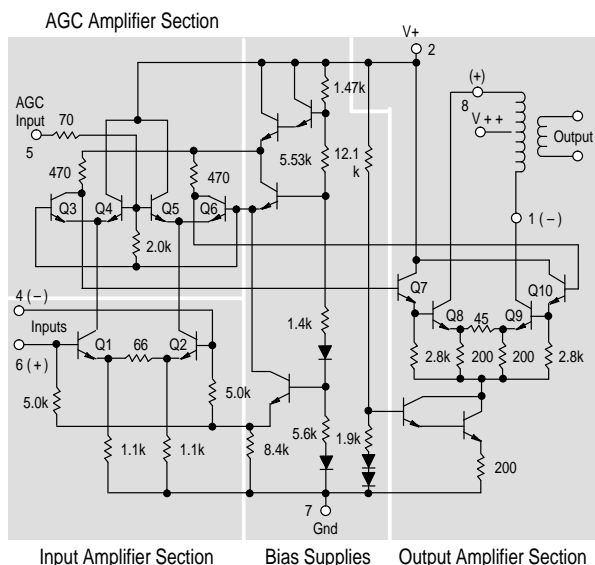 AGC Amplifier Section
V+
2
(+)
8
V++
Output
1 (–)
AGC
Input
5
70
1.47k
5.53k
12.1
k
470
470
Q3
Q4
Q5
Q6
2.0k
Q7
Q8
45
Q9
Q10
4 (–)
Inputs
6 (+)
Q1
66
Q2
1.4k
2.8k
200
200
2.8k
5.0k
5.0k
1.1k
1.1k
8.4k
5.6k
1.9k
200
7
Gnd
Input Amplifier Section
Bias Supplies
Output Amplifier Section